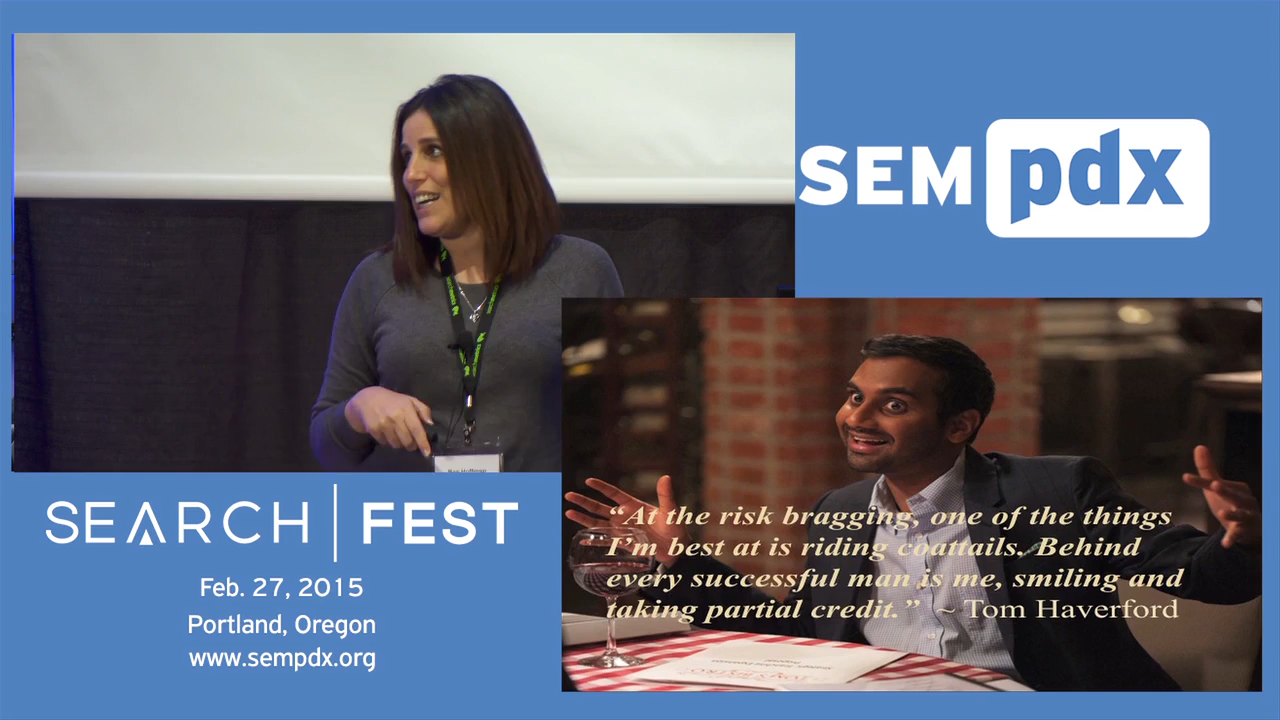 SEM pdx
SEARCH FEST
Feb. 27, 2015
Portland, Oregon
www.sempdx.org
“At the risk bragging, one of the things
I’m best at is riding coattails. Behind
every successful man is me, smiling and
taking partial credit.” ~ Tom Haverford